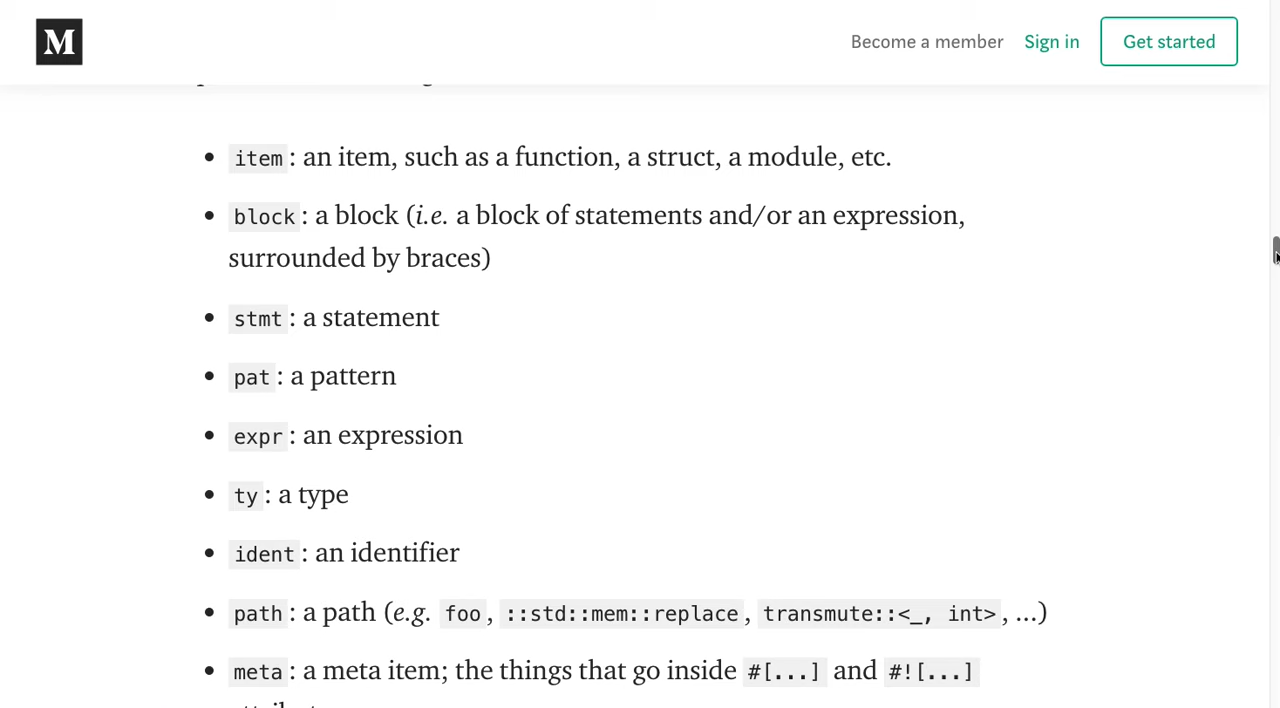 M
Become a member Sign in Get started
• item: an item, such as a function, a struct, a module, etc.
• block: a block (i.e. a block of statements and/or an expression,
surrounded by braces)
• stmt: a statement
• pat: a pattern
• expr: an expression
• ty: a type
• ident: an identifier
• path: a path (e.g. foo, ::std::mem::replace, transmute::<_, int>, …)
• meta: a meta item; the things that go inside #[...] and #![...]